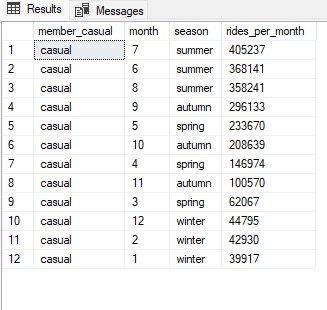 Results Messages
member_casual month season rides_per_month
1 casual 7 summer 405237
2 casual 6 summer 368141
3 casual 8 summer 358241
4 casual 9 autumn 296133
5 casual 5 spring 233670
6 casual 10 autumn 208639
7 casual 4 spring 146974
8 casual 11 autumn 100570
9 casual 3 spring 62067
10 casual 12 winter 44795
11 casual 2 winter 42930
12 casual 1 winter 39917